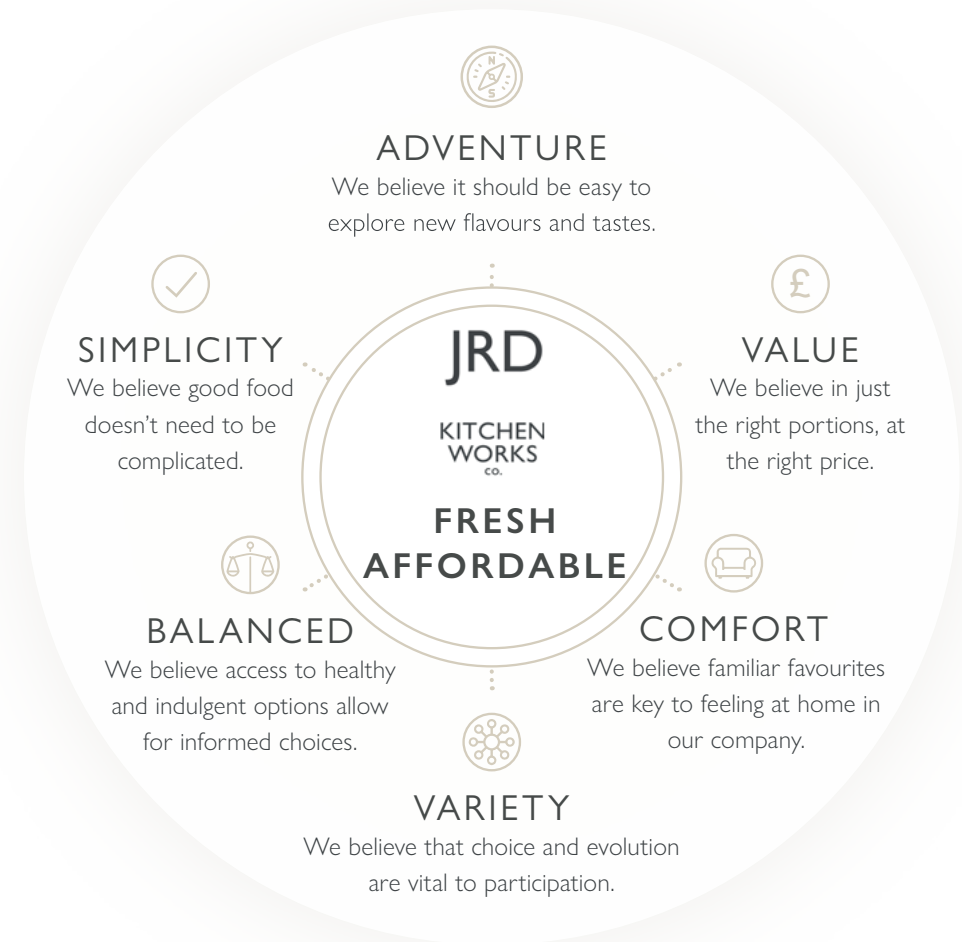 N
S
ADVENTURE
We believe it should be easy to
explore new flavours and tastes.
£
VALUE
We believe in just
the right portions, at
the right price.
COMFORT
We believe familiar favourites
are key to feeling at home in
our company.
VARIETY
We believe that choice and evolution
are vital to participation.
BALANCED
We believe access to healthy
and indulgent options allow
for informed choices.
SIMPLICITY
We believe good food
doesn’t need to be
complicated.
JRD
KITCHEN
WORKS
CO.
FRESH
AFFORDABLE